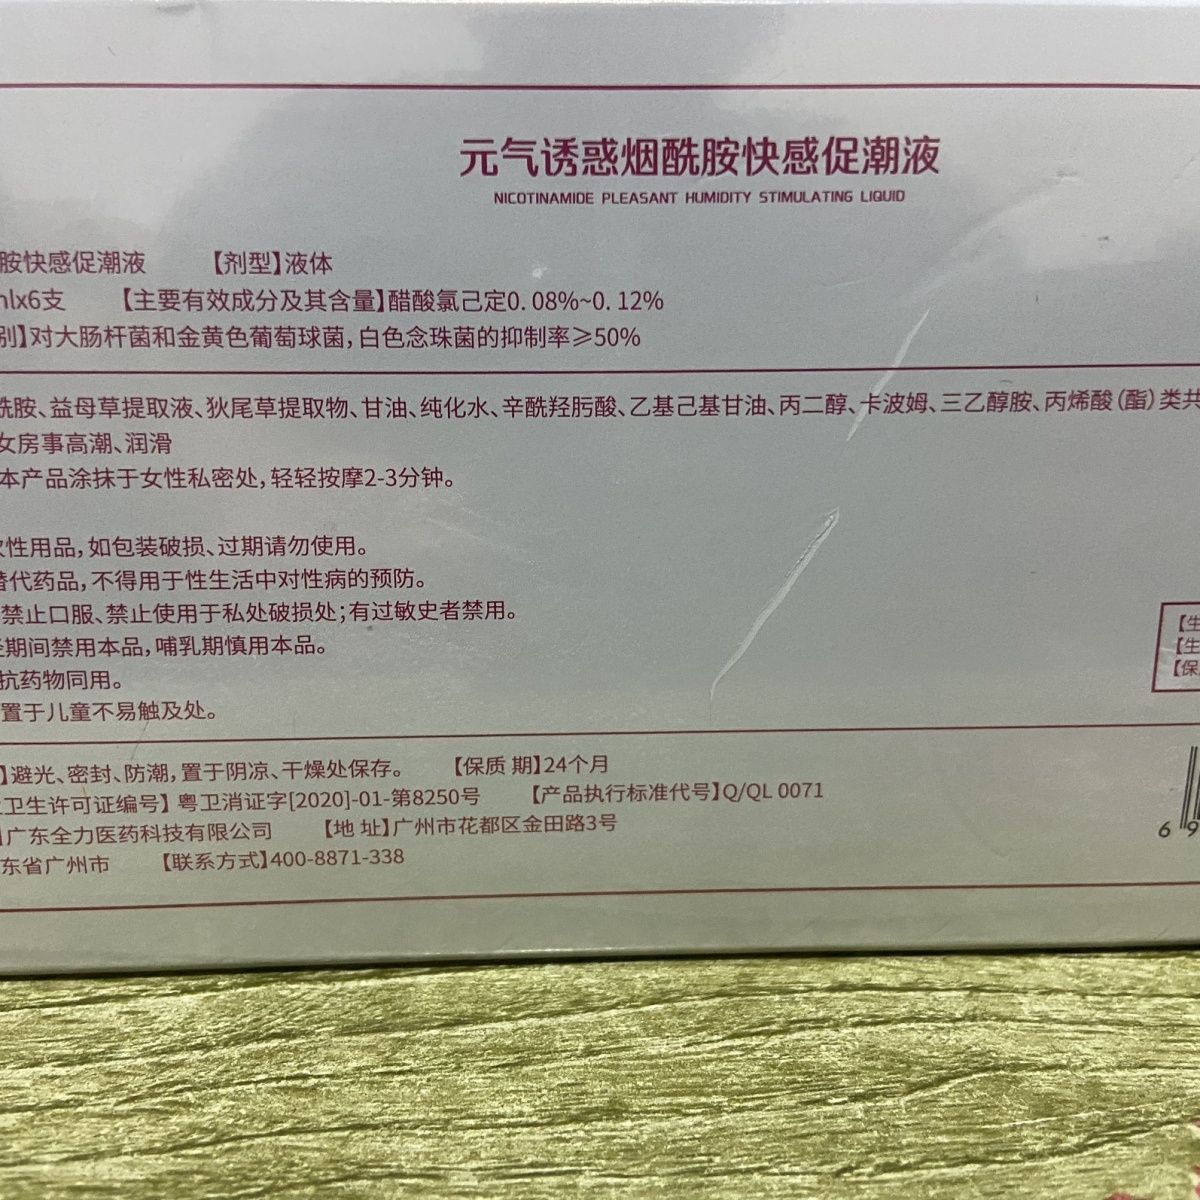 元气诱惑烟酰胺快感促潮液
NICOTINAMIDE PLEASANT HUMIDITY STIMULATING LIQUID
胺快感促潮液 【剂型】液体
mlx6支 【主要有效成分及其含量】醋酸氯己定0.08%~0.12%
别】对大肠杆菌和金黄色葡萄球菌,白色念珠菌的抑制率≥50%
酰胺、益母草提取液、狄尾草提取物、甘油、纯化水、辛酰羟肟酸、乙基己基甘油、丙二醇、卡波姆、三乙醇胺、丙烯酸(酯)类共
女房事高潮、润滑
本产品涂抹于女性私密处,轻轻按摩2-3分钟。
次性用品,如包装破损、过期请勿使用。
替代药品,不得用于性生活中对性病的预防。
禁止口服、禁止使用于私处破损处;有过敏史者禁用。
期间禁用本品,哺乳期慎用本品。
抗药物同用。
置于儿童不易触及处。
【生
【生
【保
】避光、密封、防潮,置于阴凉、干燥处保存。 【保质 期】24个月
卫生许可证编号】粤卫消证字[2020]-01-第8250号 【产品执行标准代号】Q/QL 0071
】广东全力医药科技有限公司 【地 址】广州市花都区金田路3号
东省广州市 【联系方式】400-8871-338
6 9